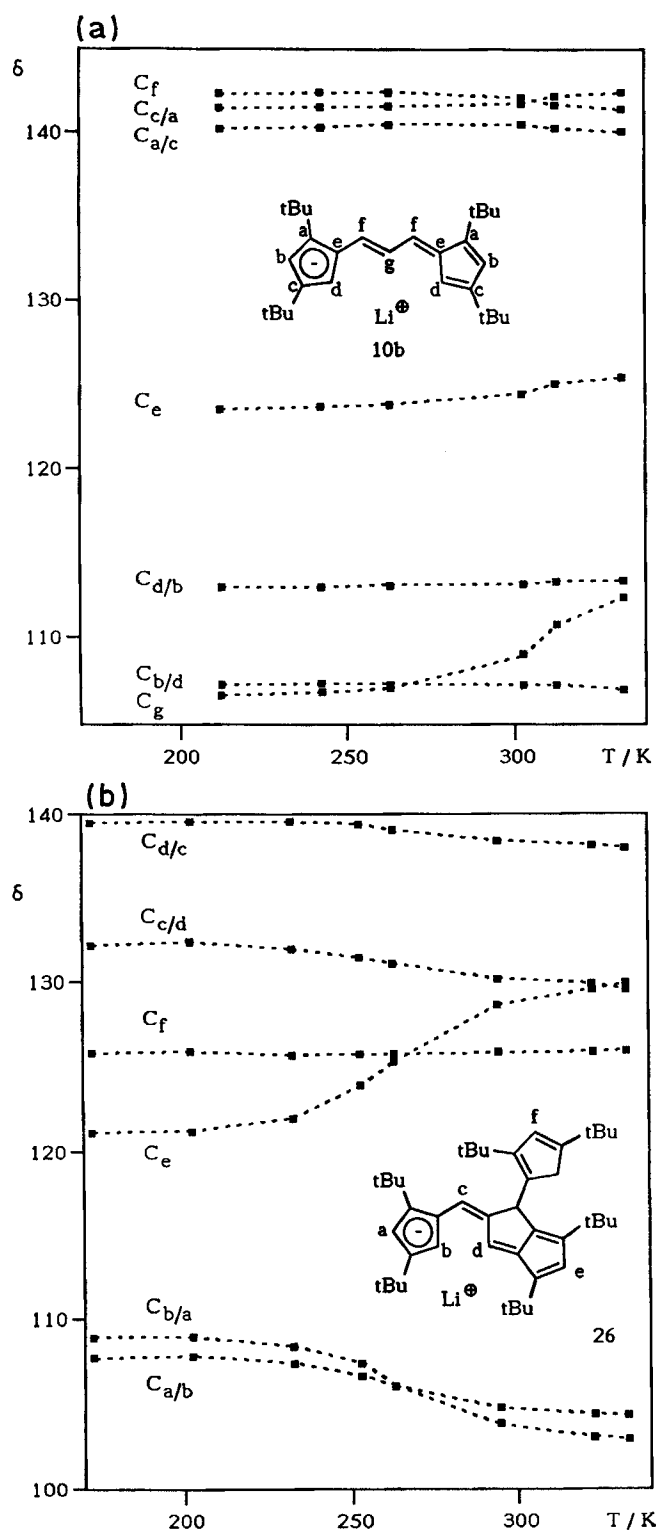 (a)
δ
140
130
120
110
C_f
C_c/a
C_a/c
C_e
C_d/b
C_b/d
C_g
tBu
f
f
tBu
a
e
e
a
b
g
b
c
d
d
c
tBu
Li⊕
tBu
-
10b
200
250
300
T / K
(b)
140
δ
130
120
110
100
C_d/c
C_c/d
C_f
C_e
C_b/a
C_a/b
f
tBu
tBu
tBu
c
tBu
a
-
b
d
e
tBu
Li⊕
tBu
26
200
250
300
T / K